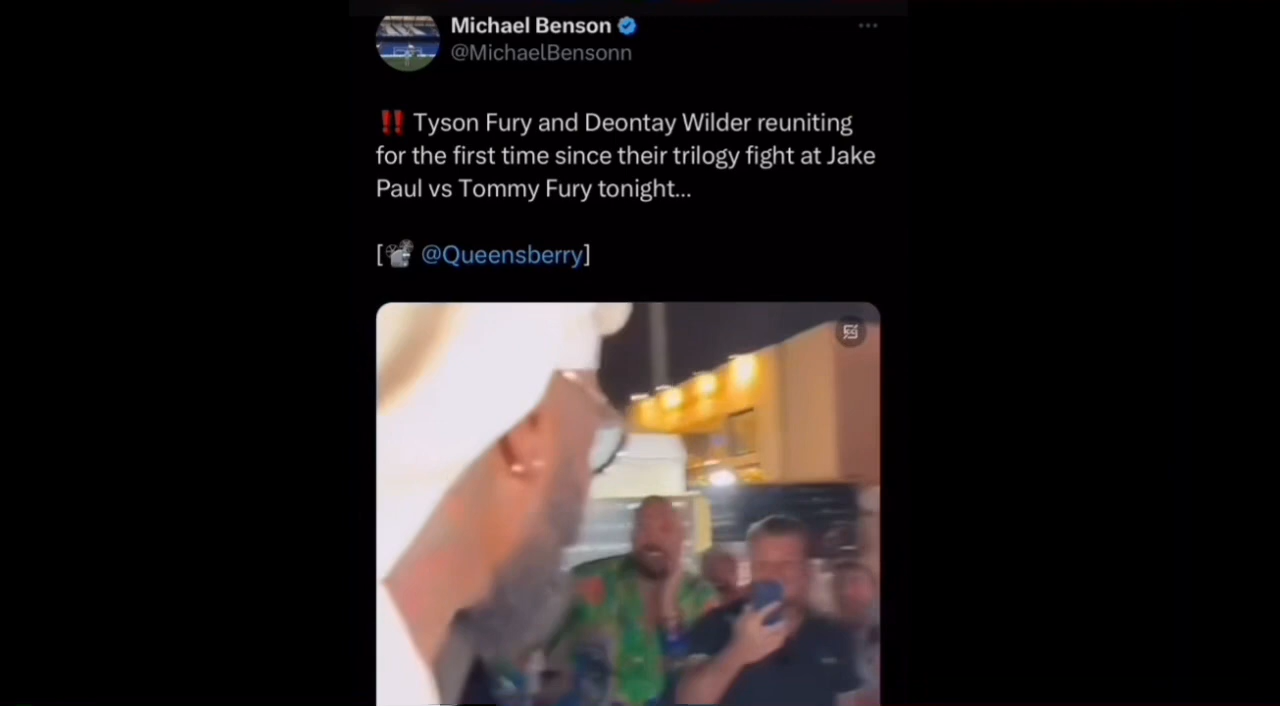 Michael Benson
@MichaelBensonn
‼️ Tyson Fury and Deontay Wilder reuniting
for the first time since their trilogy fight at Jake
Paul vs Tommy Fury tonight...
[📽 @Queensberry]